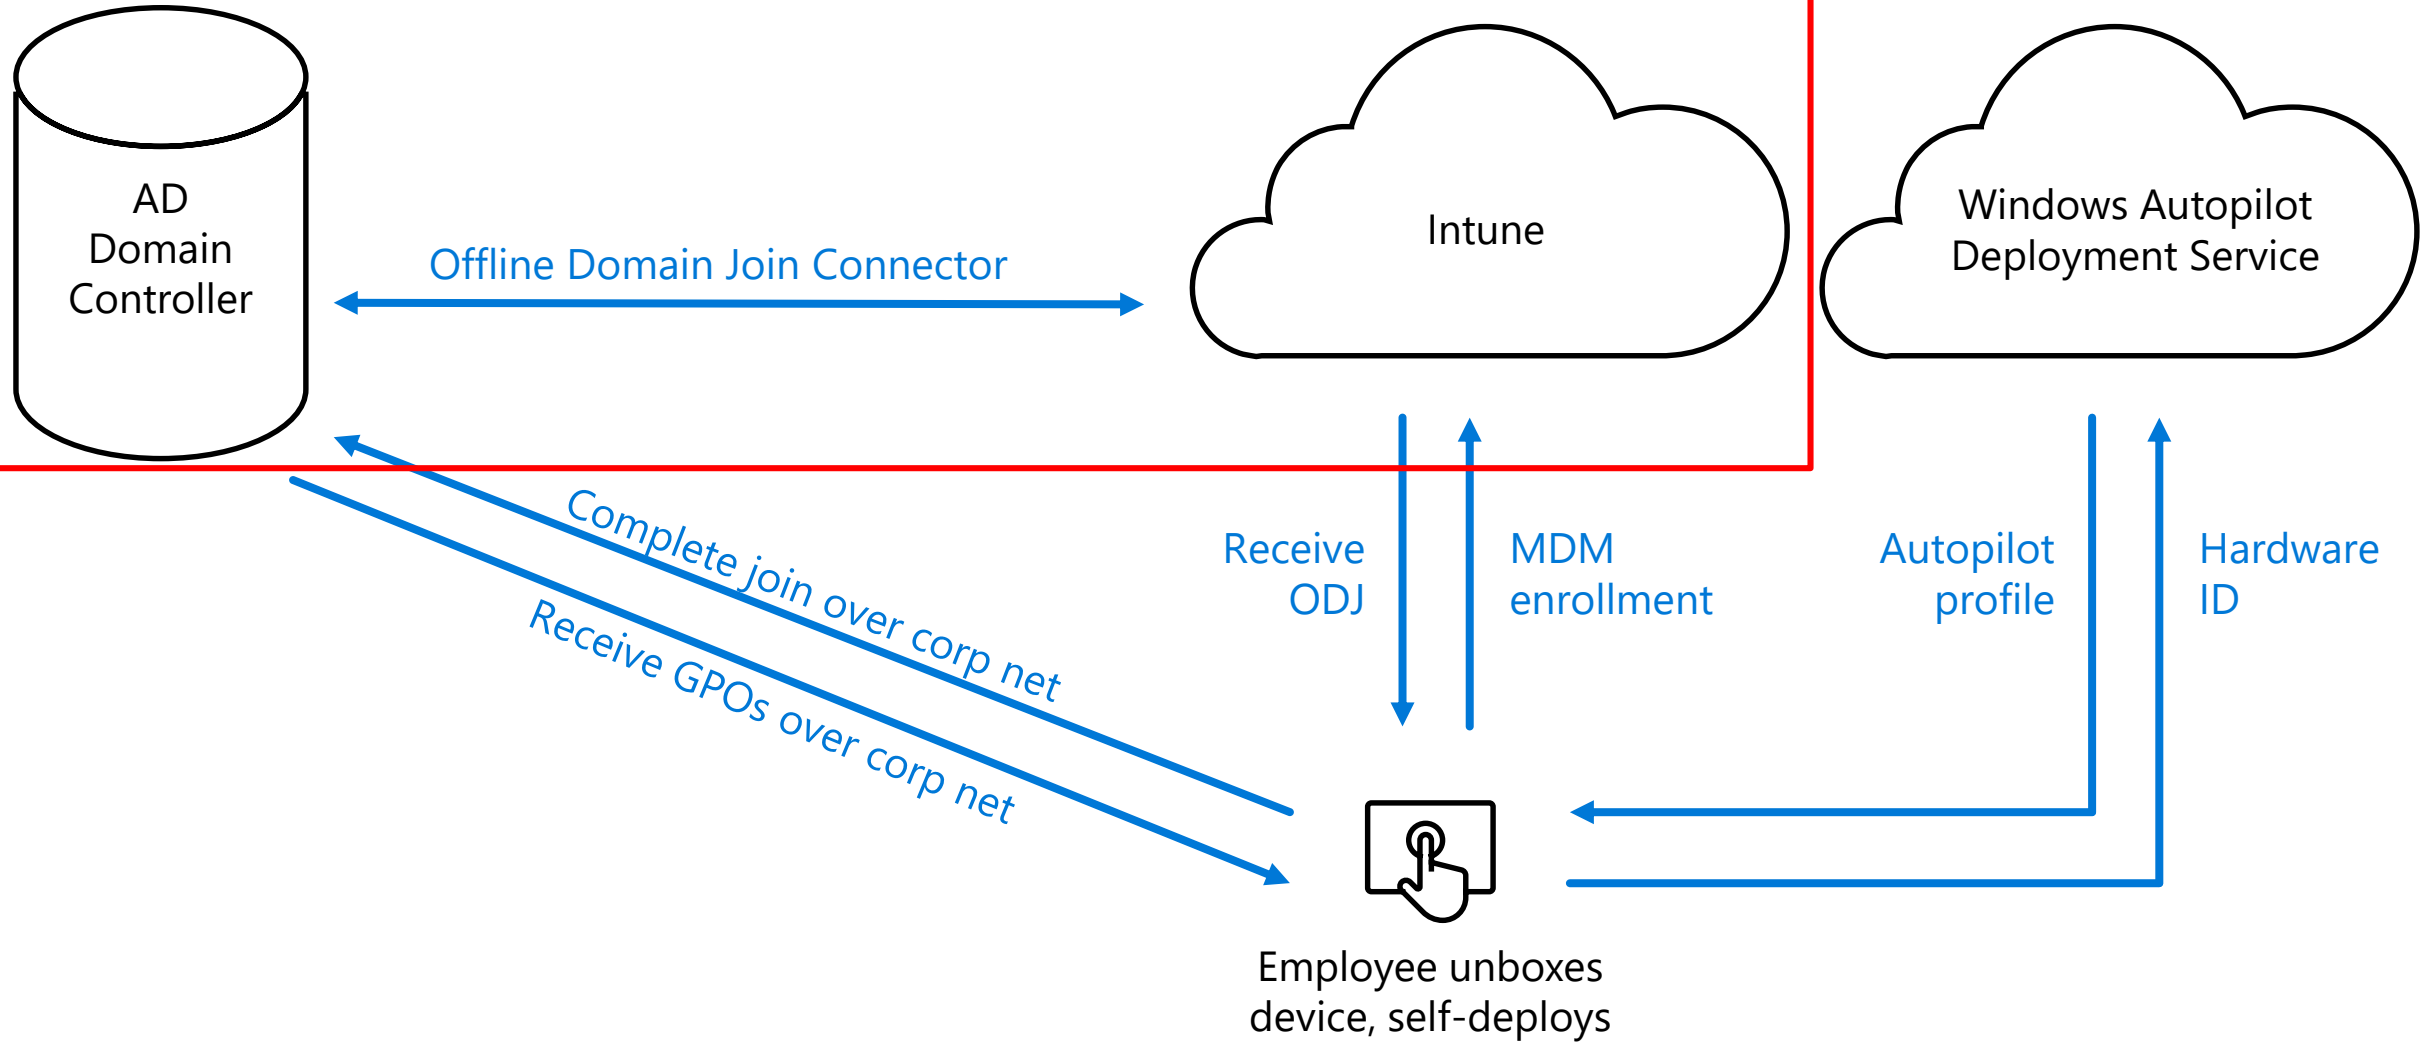 AD
Domain
Controller
Offline Domain Join Connector
Intune
Windows Autopilot
Deployment Service
Complete join over corp net
Receive GPOs over corp net
Receive
ODJ
MDM
enrollment
Autopilot
profile
Hardware
ID
Employee unboxes
device, self-deploys